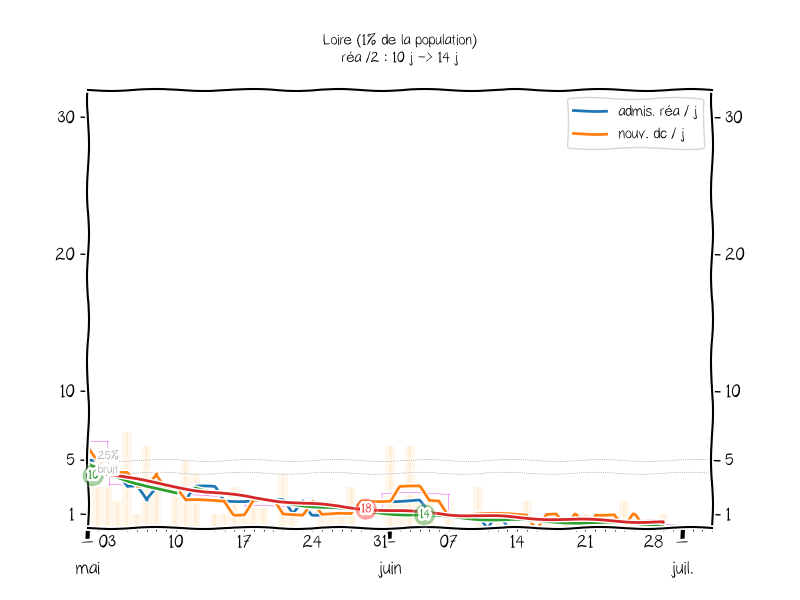 Loire (1% de la population)
réa /2 : 10 j -> 14 j
admis. réa / j
nouv. dc / j
30
30
20
20
10
10
5
5
1
1
25%
bruit
10
18
14
03 10 17 24 31 07 14 21 28
mai juin juil.